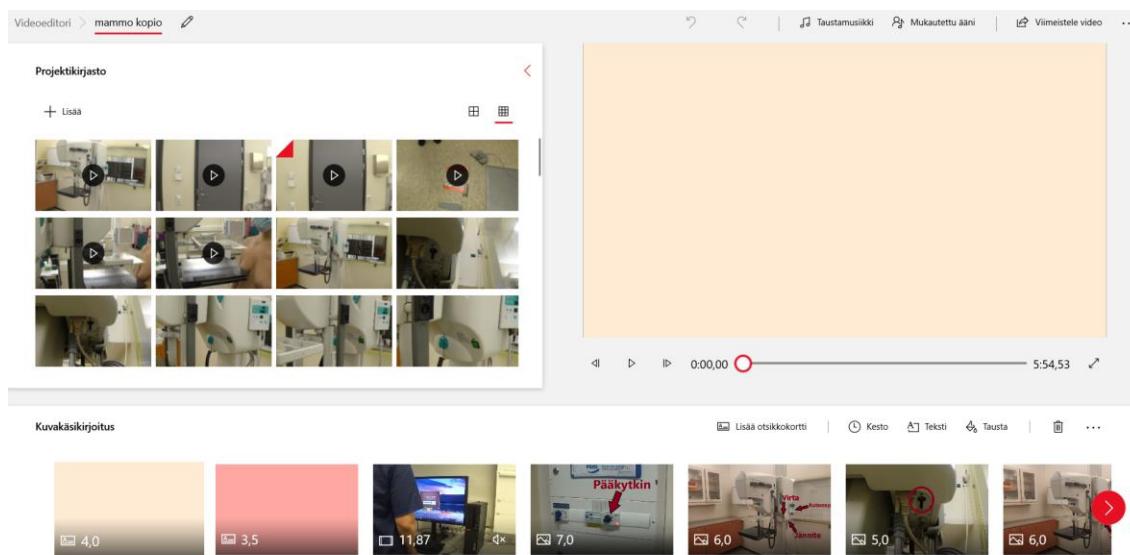 Videoeditori > mammo kopio
Taustamusiikki
Mukautettu ääni
Viimeistele video
Projektikirjasto
+ Lisää
0:00,00
5:54,53
Kuvakäsikirjoitus
Lisää otsikkokortti
Kesto
Teksti
Tausta
4,0
3,5
11,87
Pääkytkin
7,0
Virta
Jännite
6,0
5,0
6,0